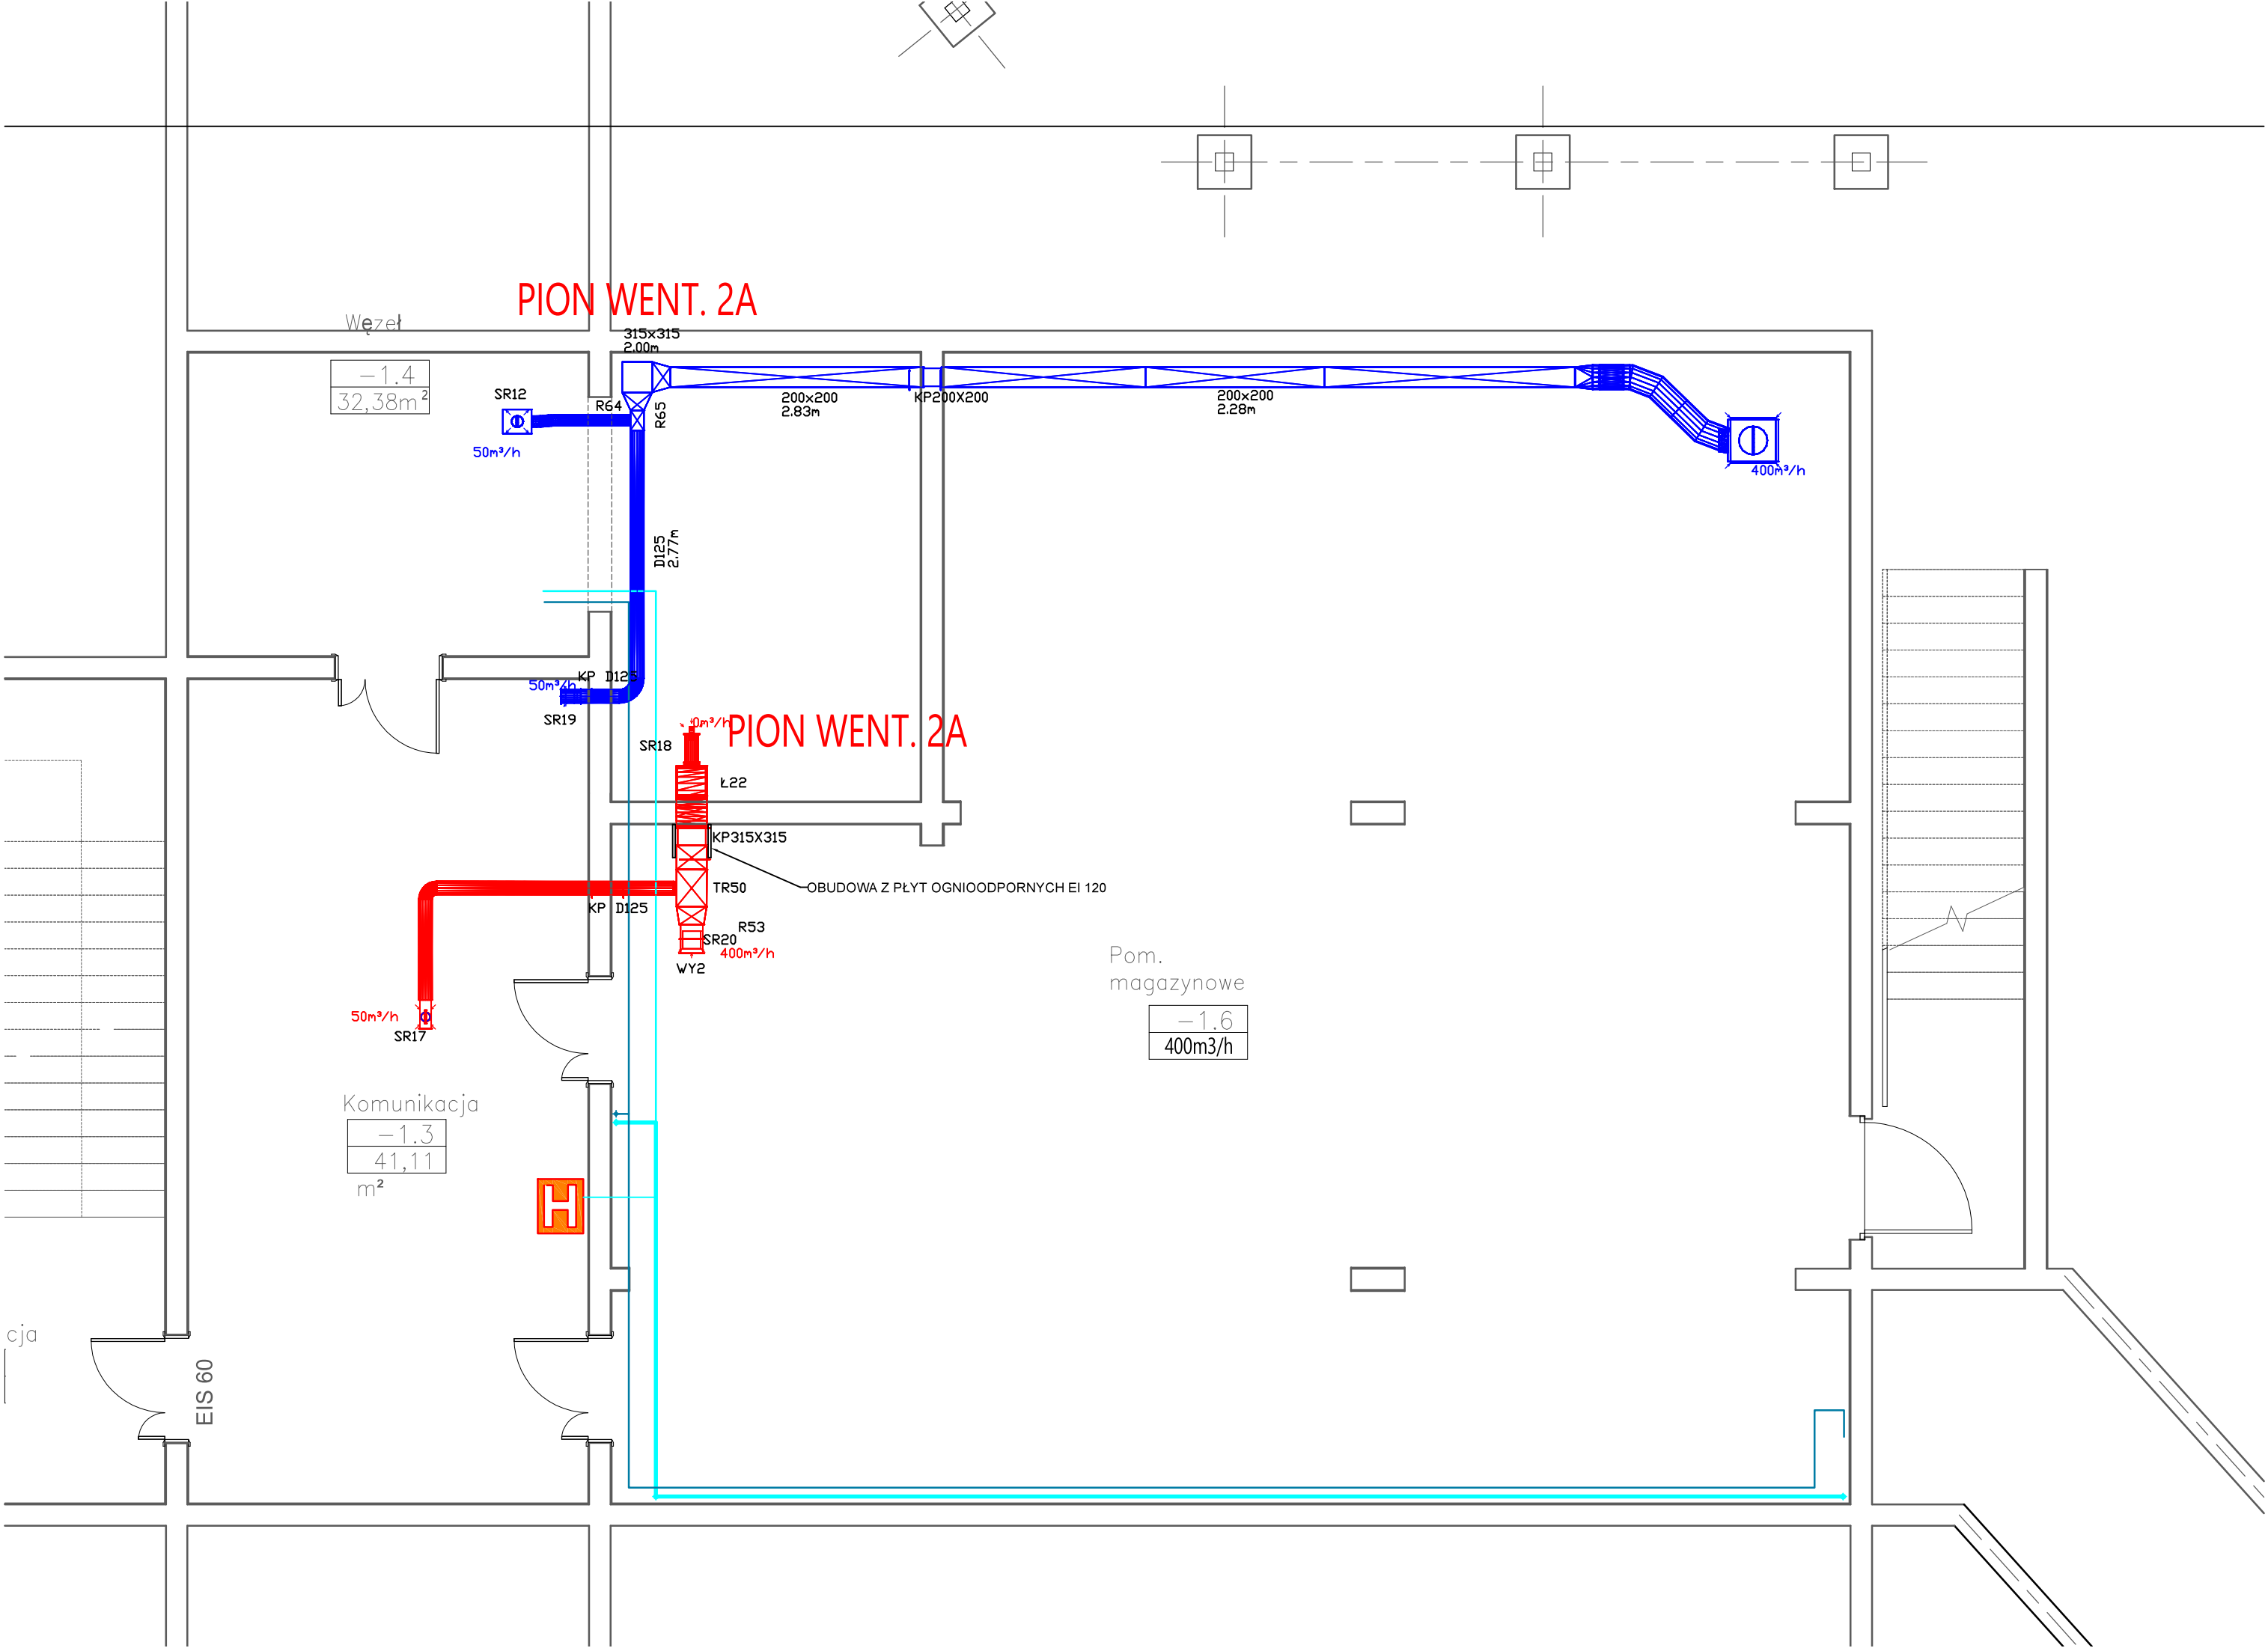 PION WENT. 2A
Węzeł
315x315
2.00m
-1.4
32,38m²
SR12
R64
R65
200x200
2.83m
KP200X200
200x200
2.28m
50m³/h
400m³/h
D125
2.77m
KP D125
50m³/h
SR19
0m³/h
PION WENT. 2A
SR18
Ł22
KP315X315
TR50
OBUDOWA Z PŁYT OGNIOODPORNYCH EI 120
KP D125
R53
SR20
400m³/h
WY2
Pom.
magazynowe
-1.6
400m3/h
50m³/h
SR17
Komunikacja
-1.3
41,11
m²
H
cja
EIS 60